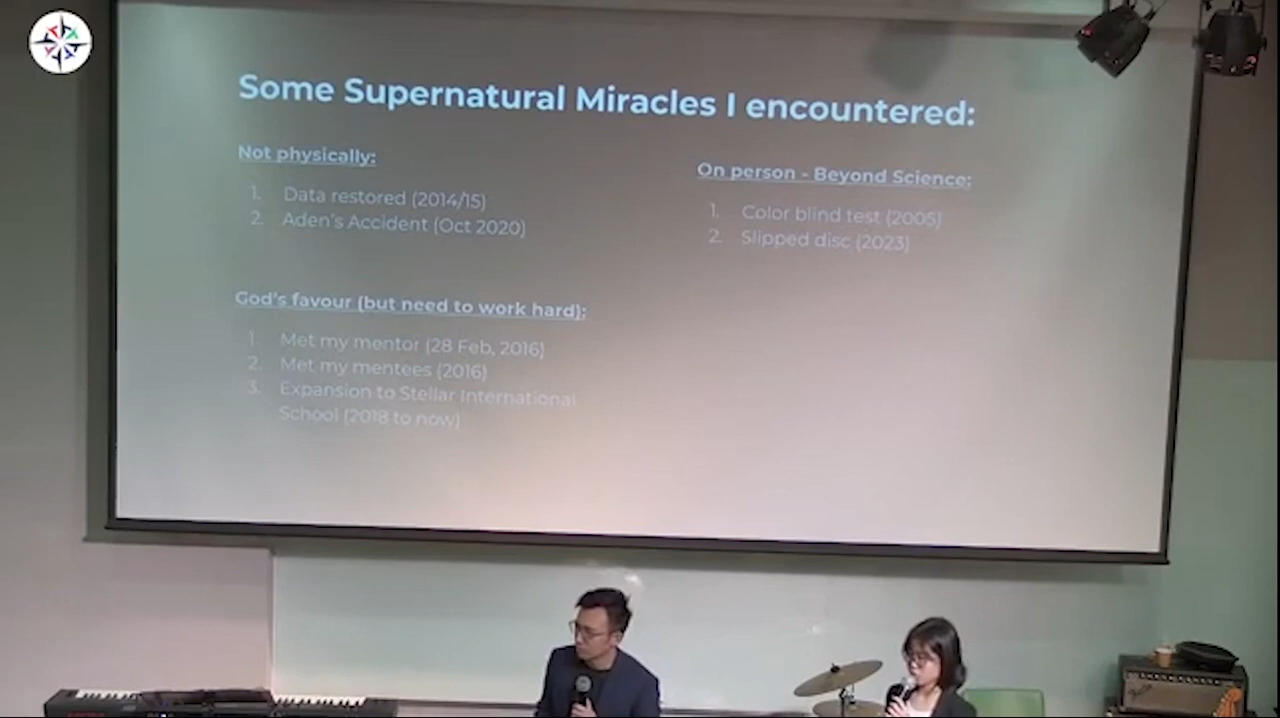 Some Supernatural Miracles I encountered:
Not physically:
1. Data restored (2014/15)
2. Aden's Accident (Oct 2020)
On person - Beyond Science:
1. Color blind test (2005)
2. Slipped disc (2023)
God's favour (but need to work hard):
1. Met my mentor (28 Feb, 2016)
2. Met my mentees (2016)
3. Expansion to Stellar International
School (2018 to now)
Fender